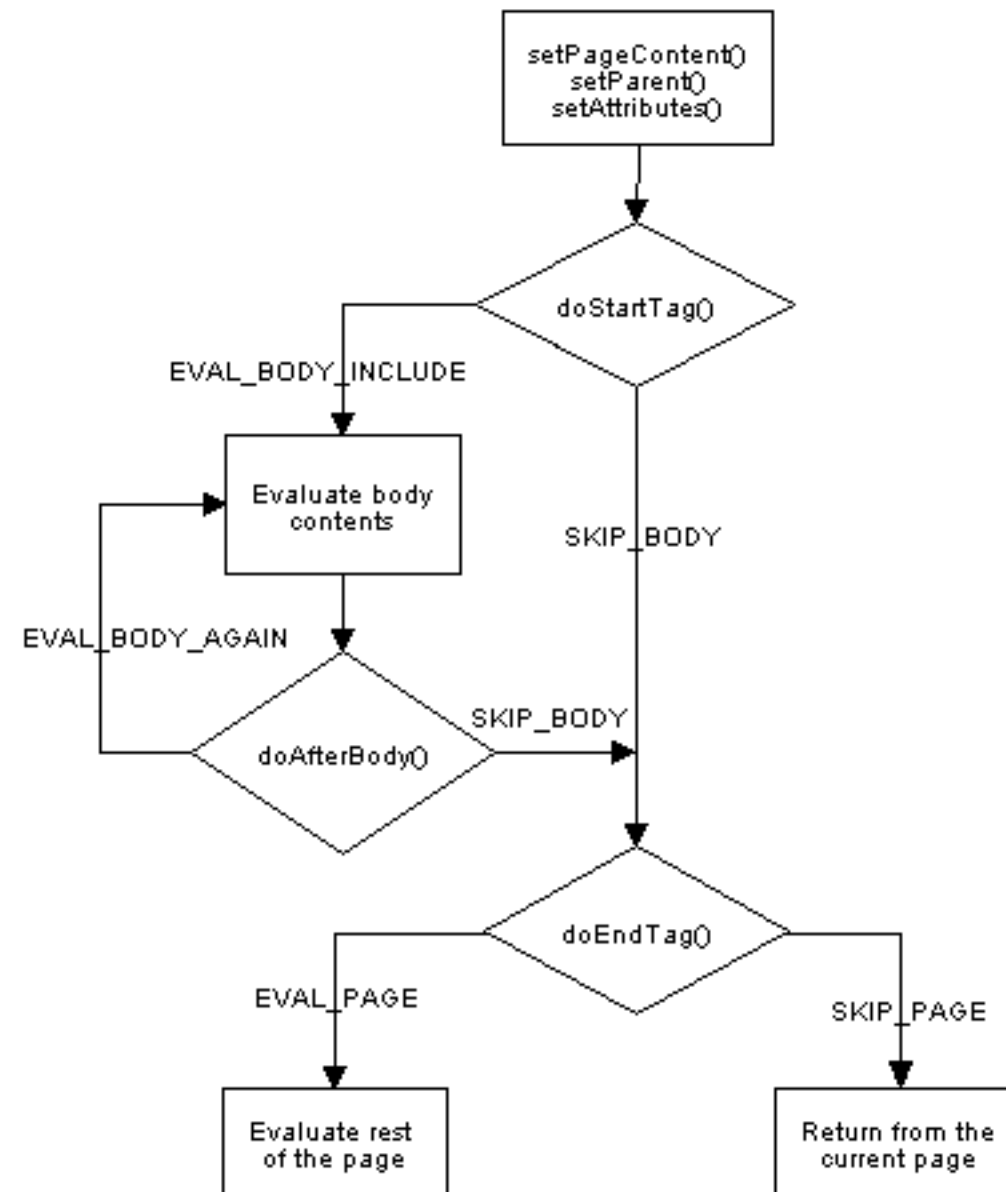 setPageContent()
setParent()
setAttributes()
doStartTag()
EVAL_BODY_INCLUDE
Evaluate body
contents
SKIP_BODY
EVAL_BODY_AGAIN
SKIP_BODY
doAfterBody()
doEndTag()
EVAL_PAGE
SKIP_PAGE
Evaluate rest
of the page
Return from the
current page